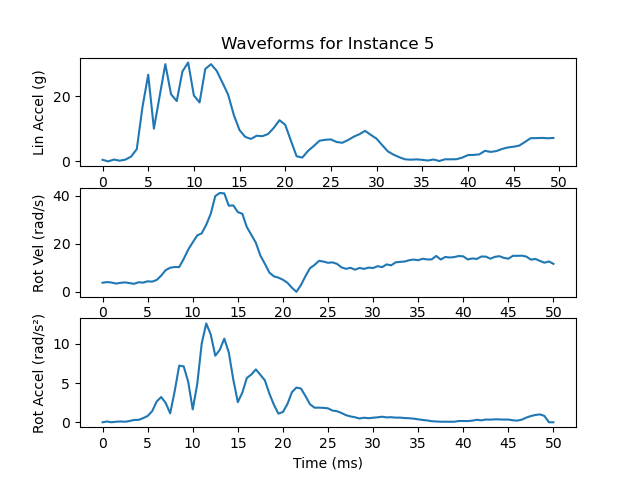 Waveforms for Instance 5
Lin Accel (g)
20
0
0 5 10 15 20 25 30 35 40 45 50
Rot Vel (rad/s)
40
20
0
0 5 10 15 20 25 30 35 40 45 50
Rot Accel (rad/s²)
10
5
0
0 5 10 15 20 25 30 35 40 45 50
Time (ms)